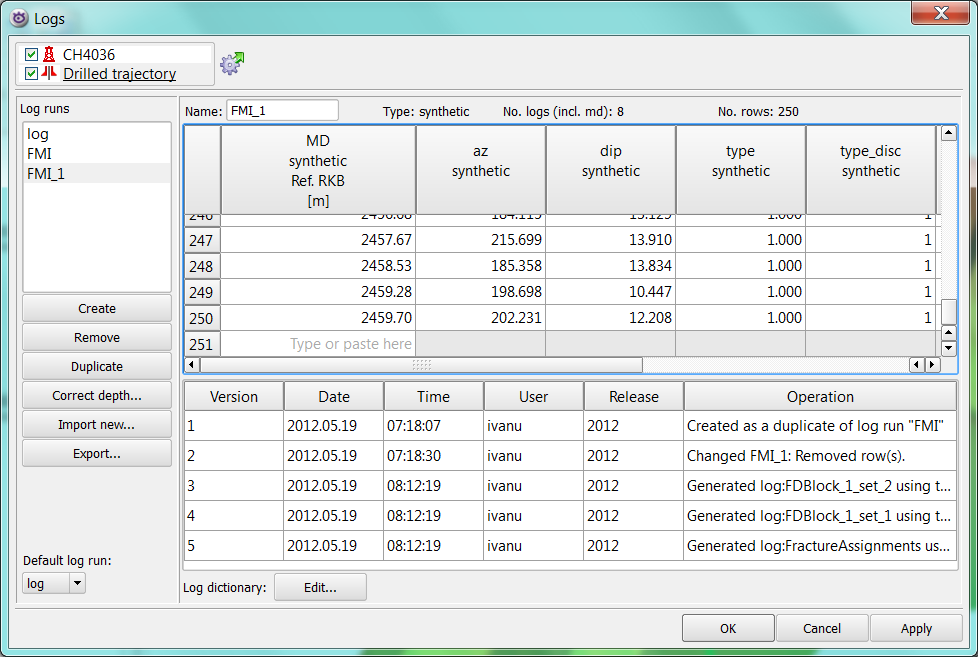 Logs
CH4036
Drilled trajectory
Log runs
log
FMI
FMI_1
Create
Remove
Duplicate
Correct depth...
Import new...
Export...
Default log run:
log
Name: FMI_1 Type: synthetic No. logs (incl. md): 8 No. rows: 250
MD synthetic Ref. RKB [m] az synthetic dip synthetic type synthetic type_disc synthetic
247 2457.67 215.699 13.910 1.000 1
248 2458.53 185.358 13.834 1.000 1
249 2459.28 198.698 10.447 1.000 1
250 2459.70 202.231 12.208 1.000 1
251 Type or paste here
Version Date Time User Release Operation
1 2012.05.19 07:18:07 ivanu 2012 Created as a duplicate of log run "FMI"
2 2012.05.19 07:18:30 ivanu 2012 Changed FMI_1: Removed row(s).
3 2012.05.19 08:12:19 ivanu 2012 Generated log:FDBlock_1_set_2 using t...
4 2012.05.19 08:12:19 ivanu 2012 Generated log:FDBlock_1_set_1 using t...
5 2012.05.19 08:12:19 ivanu 2012 Generated log:FractureAssignments us...
Log dictionary: Edit...
OK Cancel Apply